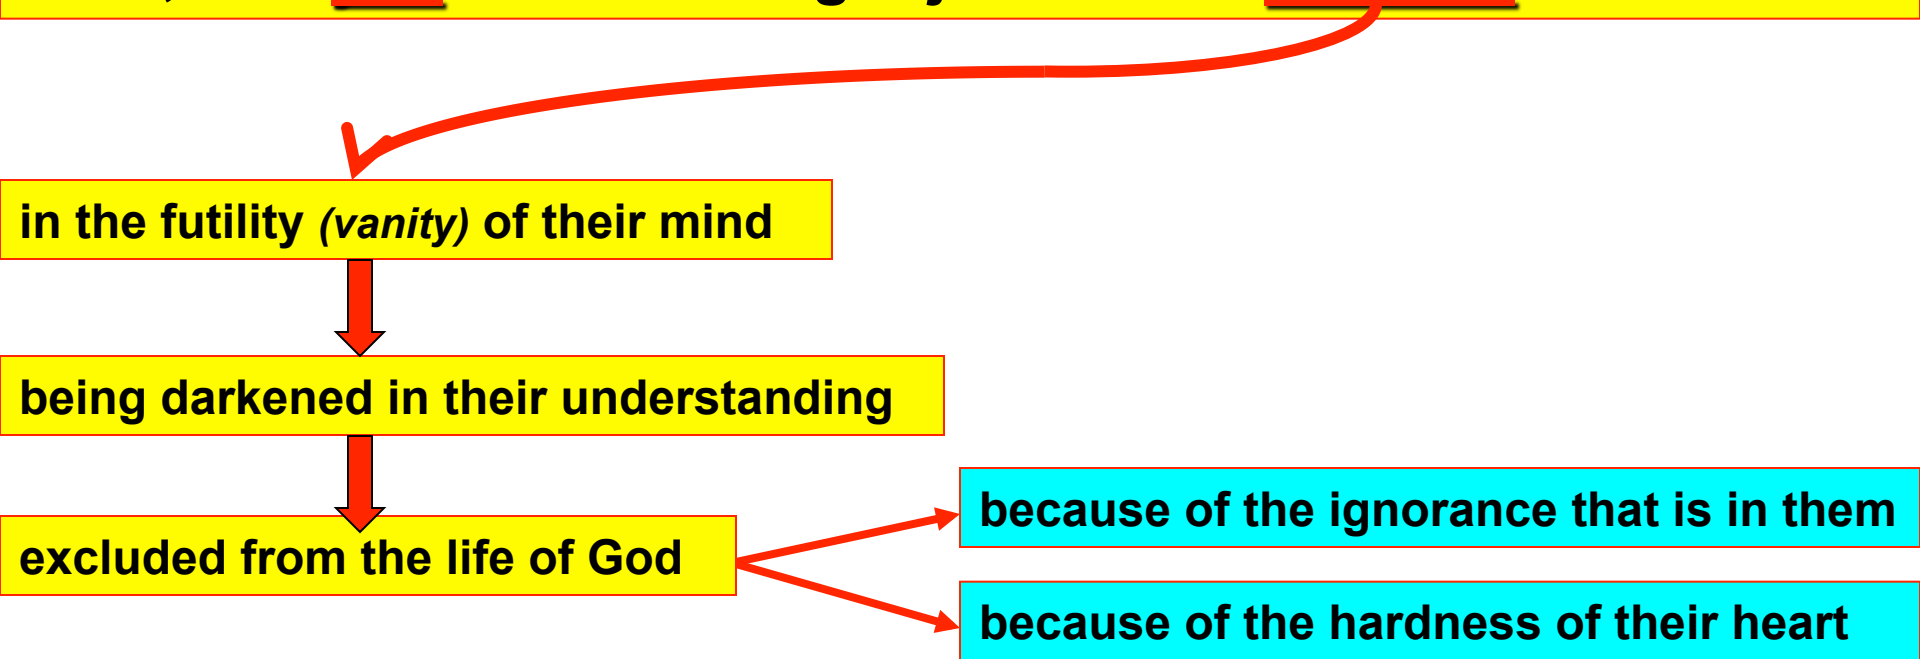 in the futility (vanity) of their mind
being darkened in their understanding
excluded from the life of God
because of the ignorance that is in them
because of the hardness of their heart